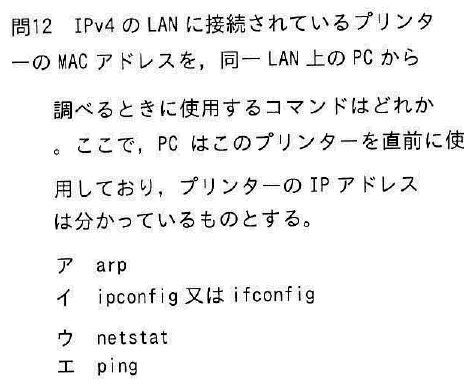 問12 IPv4 の LAN に接続されているプリンタ
ーの MAC アドレスを，同一 LAN 上の PC から
調べるときに使用するコマンドはどれか
。ここで，PC はこのプリンターを直前に使
用しており，プリンターの IP アドレス
は分かっているものとする。
ア arp
イ ipconfig 又は ifconfig
ウ netstat
エ ping